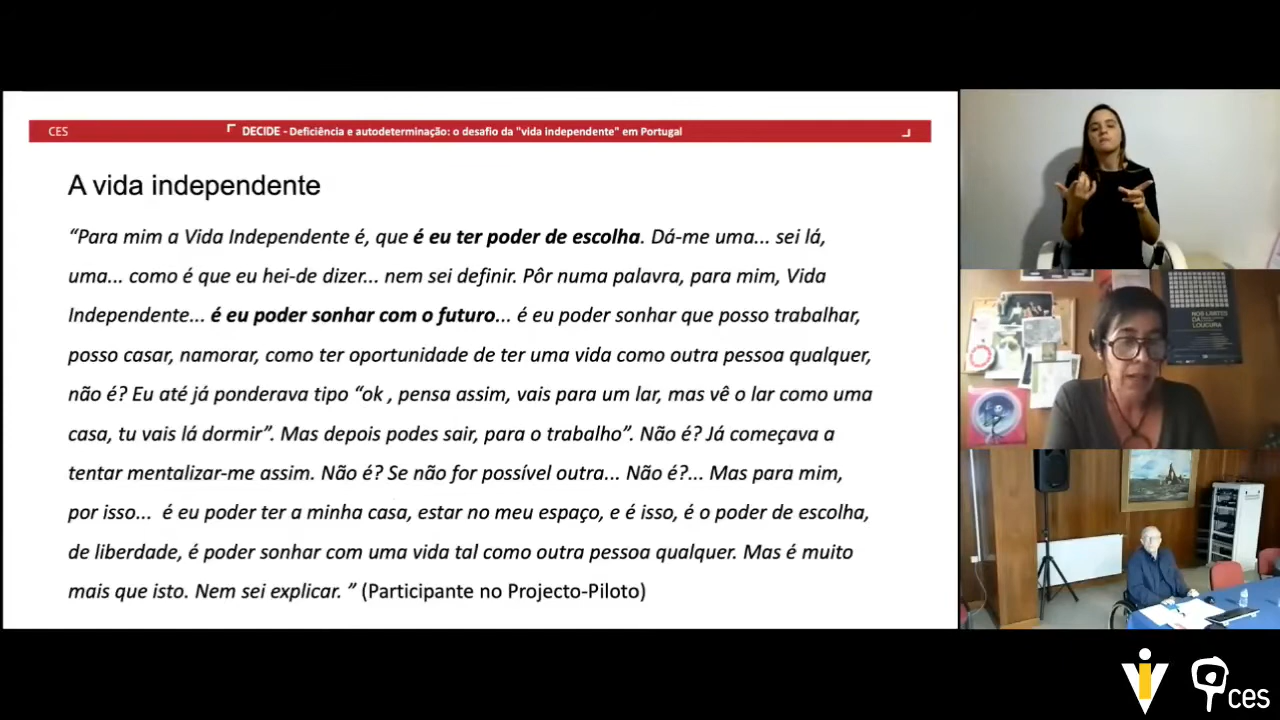 CES
DECIDE - Deficiência e autodeterminação: o desafio da "vida independente" em Portugal
A vida independente
“Para mim a Vida Independente é, que é eu ter poder de escolha. Dá-me uma... sei lá,
uma... como é que eu hei-de dizer... nem sei definir. Pôr numa palavra, para mim, Vida
Independente... é eu poder sonhar com o futuro... é eu poder sonhar que posso trabalhar,
posso casar, namorar, como ter oportunidade de ter uma vida como outra pessoa qualquer,
não é? Eu até já ponderava tipo “ok , pensa assim, vais para um lar, mas vê o lar como uma
casa, tu vais lá dormir”. Mas depois podes sair, para o trabalho”. Não é? Já começava a
tentar mentalizar-me assim. Não é? Se não for possível outra... Não é?... Mas para mim,
por isso... é eu poder ter a minha casa, estar no meu espaço, e é isso, é o poder de escolha,
de liberdade, é poder sonhar com uma vida tal como outra pessoa qualquer. Mas é muito
mais que isto. Nem sei explicar. ” (Participante no Projecto-Piloto)
NOS LIMITES
DA
LOUCURA
iV
ces